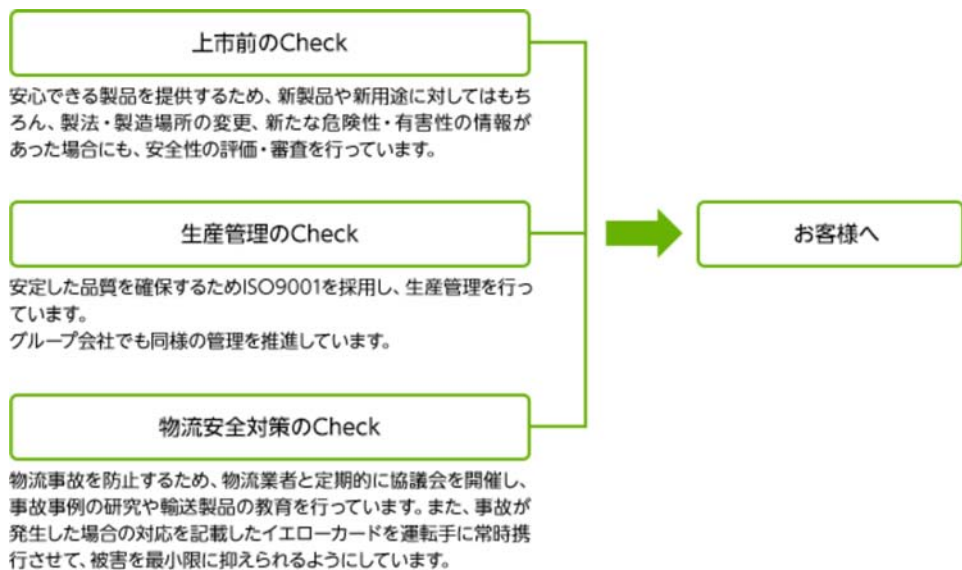 上市前のCheck
安心できる製品を提供するため、新製品や新用途に対してはもち
ろん、製法・製造場所の変更、新たな危険性・有害性の情報が
あった場合にも、安全性の評価・審査を行っています。
生産管理のCheck
お客様へ
安定した品質を確保するためISO9001を採用し、生産管理を行っ
ています。
グループ会社でも同様の管理を推進しています。
物流安全対策のCheck
物流事故を防止するため、物流業者と定期的に協議会を開催し、
事故事例の研究や輸送製品の教育を行っています。また、事故が
発生した場合の対応を記載したイエローカードを運転手に常時携
行させて、被害を最小限に抑えられるようにしています。